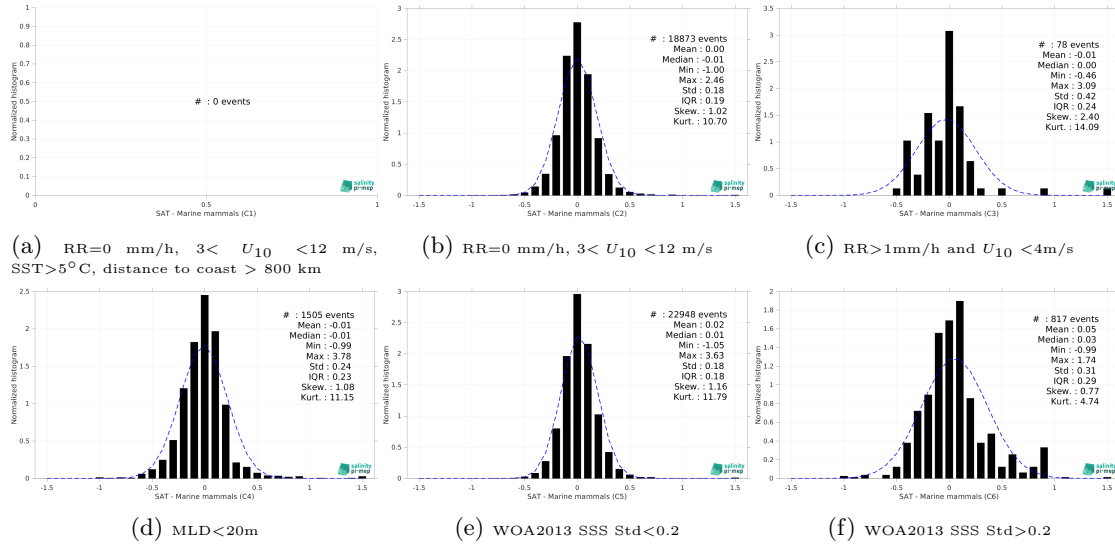 Normalized histogram
1
0.9
0.8
0.7
0.6
0.5
0.4
0.3
0.2
0.1
0
# : 0 events
0
0.5
1
SAT - Marine mammals (C1)
salinity
pi-mep
(a) RR=0 mm/h, 3< U10 <12 m/s,
SST>5°C, distance to coast > 800 km
Normalized histogram
3
2.5
2
1.5
1
0.5
0
# : 18873 events
Mean : 0.00
Median : -0.01
Min : -1.00
Max : 2.46
Std : 0.18
IQR : 0.19
Skew. : 1.02
Kurt. : 10.70
-1.5
-1
-0.5
0
0.5
1
1.5
SAT - Marine mammals (C2)
salinity
pi-mep
(b) RR=0 mm/h, 3< U10 <12 m/s
Normalized histogram
3.5
3
2.5
2
1.5
1
0.5
0
# : 78 events
Mean : -0.01
Median : 0.00
Min : -0.46
Max : 3.09
Std : 0.42
IQR : 0.24
Skew. : 2.40
Kurt. : 14.09
-1.5
-1
-0.5
0
0.5
1
1.5
SAT - Marine mammals (C3)
salinity
pi-mep
(c) RR>1mm/h and U10 <4m/s
Normalized histogram
2.5
2
1.5
1
0.5
0
# : 1505 events
Mean : -0.01
Median : -0.01
Min : -0.99
Max : 3.78
Std : 0.24
IQR : 0.23
Skew. : 1.08
Kurt. : 11.15
-1.5
-1
-0.5
0
0.5
1
1.5
SAT - Marine mammals (C4)
salinity
pi-mep
(d) MLD<20m
Normalized histogram
3
2.5
2
1.5
1
0.5
0
# : 22948 events
Mean : 0.02
Median : 0.01
Min : -1.05
Max : 3.63
Std : 0.18
IQR : 0.18
Skew. : 1.16
Kurt. : 11.79
-1.5
-1
-0.5
0
0.5
1
1.5
SAT - Marine mammals (C5)
salinity
pi-mep
(e) WOA2013 SSS Std<0.2
Normalized histogram
2
1.8
1.6
1.4
1.2
1
0.8
0.6
0.4
0.2
0
# : 817 events
Mean : 0.05
Median : 0.03
Min : -0.99
Max : 1.74
Std : 0.31
IQR : 0.29
Skew. : 0.77
Kurt. : 4.74
-1.5
-1
-0.5
0
0.5
1
1.5
SAT - Marine mammals (C6)
salinity
pi-mep
(f) WOA2013 SSS Std>0.2